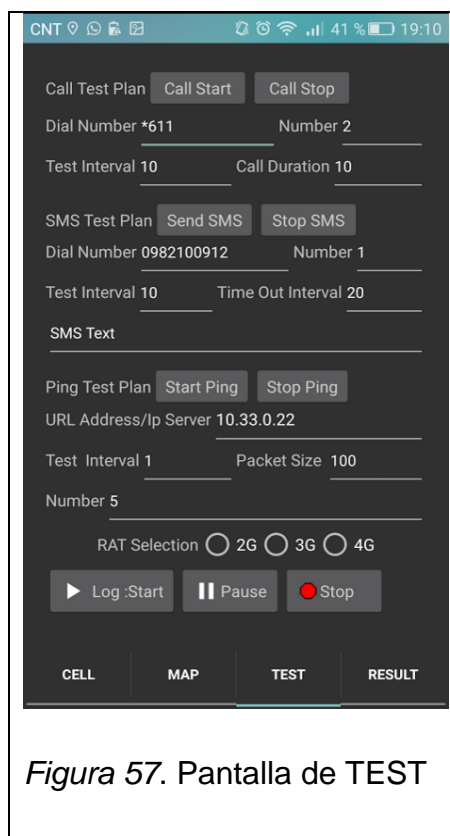 CNT 41 % 19:10
Call Test Plan Call Start Call Stop
Dial Number *611 Number 2
Test Interval 10 Call Duration 10
SMS Test Plan Send SMS Stop SMS
Dial Number 0982100912 Number 1
Test Interval 10 Time Out Interval 20
SMS Text
Ping Test Plan Start Ping Stop Ping
URL Address/Ip Server 10.33.0.22
Test Interval 1 Packet Size 100
Number 5
RAT Selection 2G 3G 4G
Log :Start Pause Stop
CELL MAP TEST RESULT
Figura 57. Pantalla de TEST